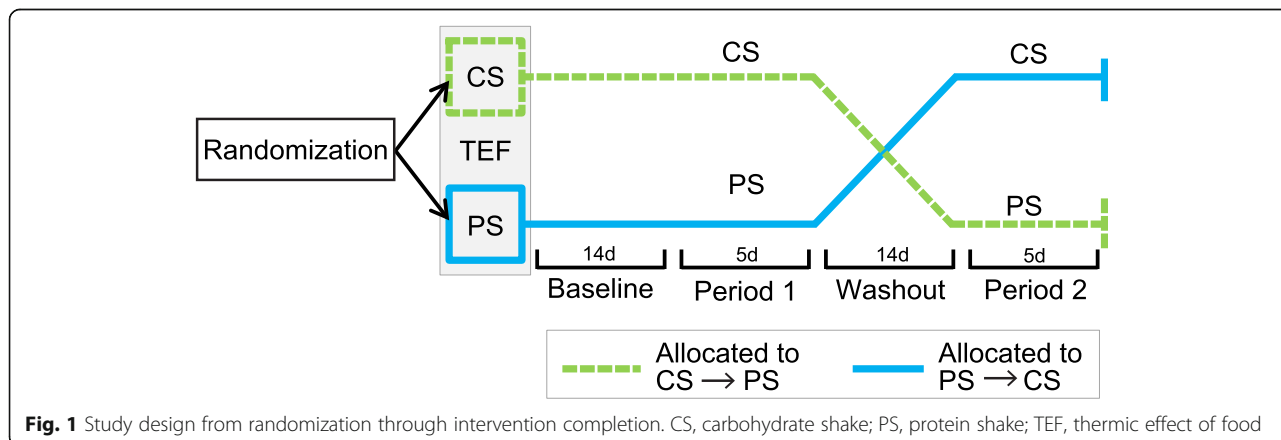 CS
CS
CS
Randomization
TEF
PS
PS
PS
14d
5d
14d
5d
Baseline
Period 1
Washout
Period 2
Allocated to
CS → PS
Allocated to
PS → CS
Fig. 1 Study design from randomization through intervention completion. CS, carbohydrate shake; PS, protein shake; TEF, thermic effect of food